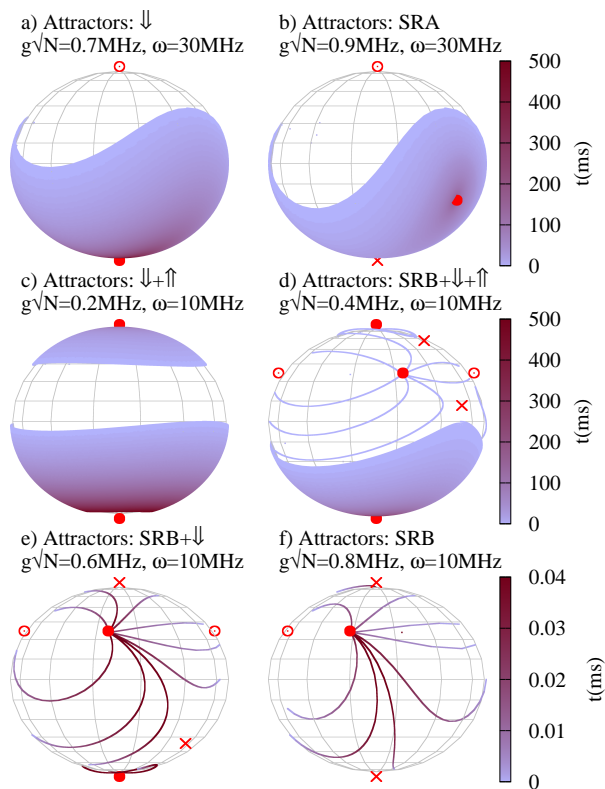 a) Attractors: ⇓
g√N=0.7MHz, ω=30MHz
b) Attractors: SRA
g√N=0.9MHz, ω=30MHz
500
400
300
200
100
0
t(ms)
c) Attractors: ⇓+⇑
g√N=0.2MHz, ω=10MHz
d) Attractors: SRB+⇓+⇑
g√N=0.4MHz, ω=10MHz
500
400
300
200
100
0
t(ms)
e) Attractors: SRB+⇓
g√N=0.6MHz, ω=10MHz
f) Attractors: SRB
g√N=0.8MHz, ω=10MHz
0.04
0.03
0.02
0.01
0
t(ms)